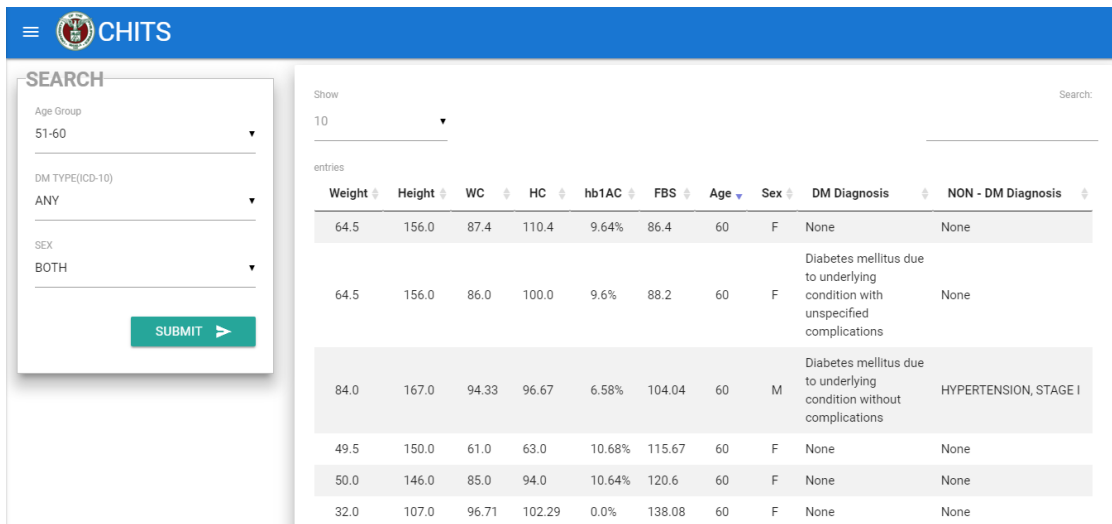 CHITS
SEARCH
Age Group
51-60
DM TYPE(ICD-10)
ANY
SEX
BOTH
SUBMIT
Show
10
entries
Search:
Weight Height WC HC hb1AC FBS Age Sex DM Diagnosis NON - DM Diagnosis
64.5 156.0 87.4 110.4 9.64% 86.4 60 F None None
64.5 156.0 86.0 100.0 9.6% 88.2 60 F Diabetes mellitus due
to underlying
condition with
unspecified
complications
None
84.0 167.0 94.33 96.67 6.58% 104.04 60 M Diabetes mellitus due
to underlying
condition without
complications
HYPERTENSION, STAGE I
49.5 150.0 61.0 63.0 10.68% 115.67 60 F None None
50.0 146.0 85.0 94.0 10.64% 120.6 60 F None None
32.0 107.0 96.71 102.29 0.0% 138.08 60 F None None